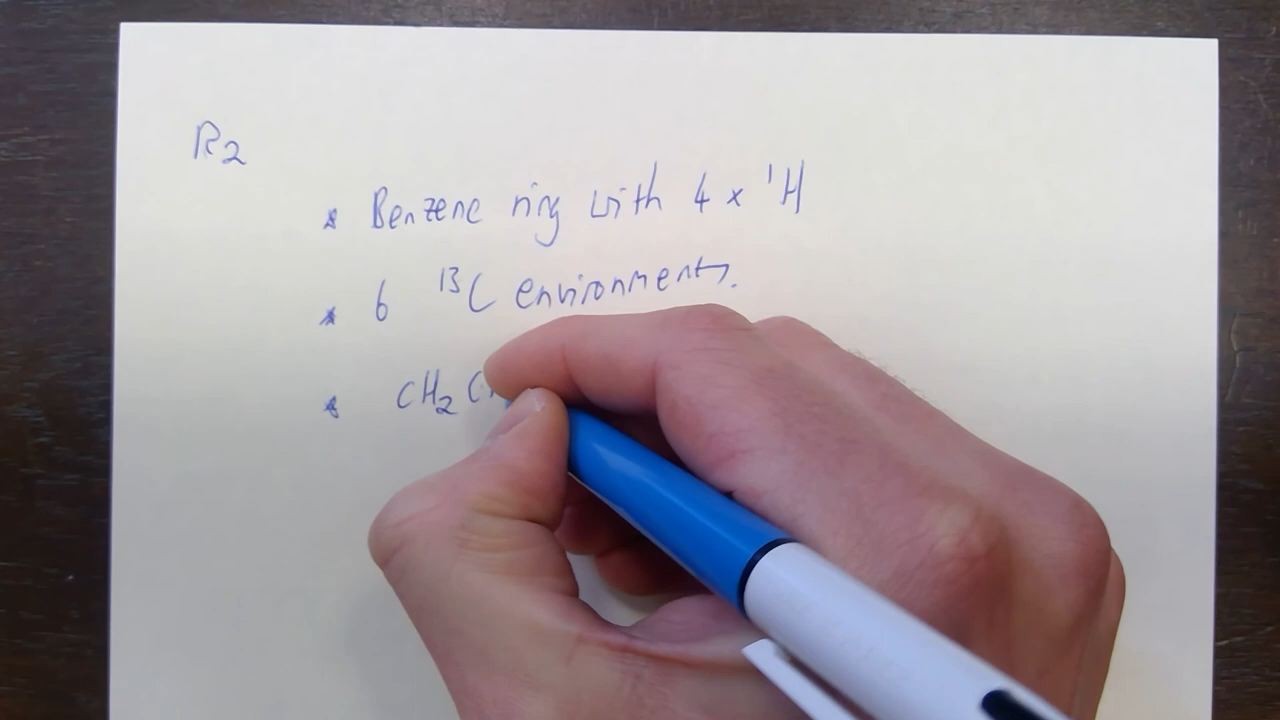 R₂
* Benzene ring with 4 x ¹H
* 6 ¹³C environments.
* CH₂